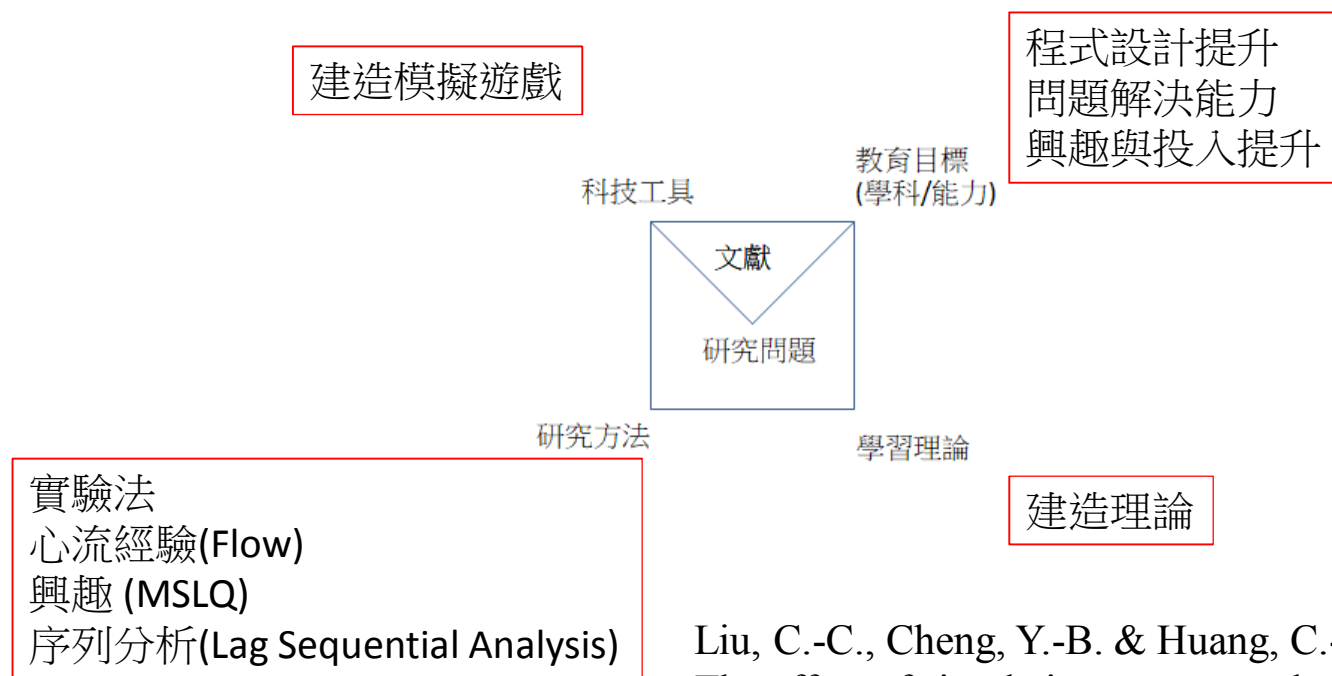 建造模擬遊戲
程式設計提升
問題解決能力
興趣與投入提升
科技工具
教育目標
(學科/能力)
文獻
研究問題
研究方法
學習理論
實驗法
心流經驗(Flow)
興趣 (MSLQ)
序列分析(Lag Sequential Analysis)
建造理論
Liu, C.-C., Cheng, Y.-B. & Huang, C.-